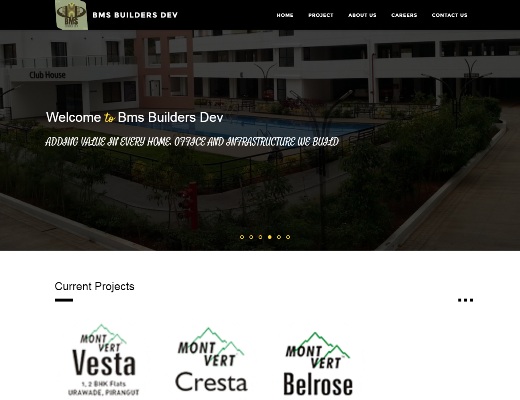 BMS
BMS BUILDERS DEV
HOME PROJECT ABOUT US CAREERS CONTACT US
Club House
Welcome to Bms Builders Dev
ADDING VALUE IN EVERY HOME. OFFICE AND INFRASTRUCTURE WE BUILD
Current Projects
MONT VERT
Vesta
1, 2 BHK Flats
URAWADE, PIRANGUT
MONT VERT
Cresta
MONT VERT
Belrose